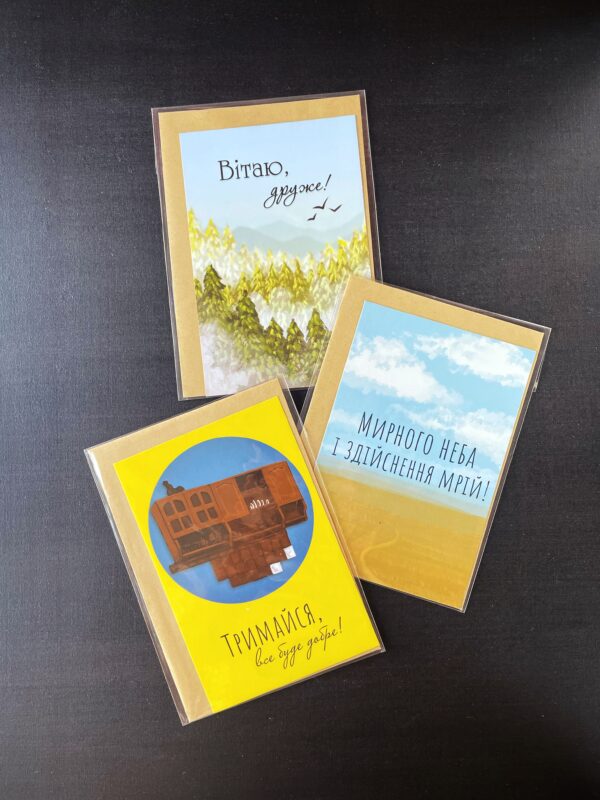 Вітаю,
друже!
Мирного неба
і здійснення мрій!
Тримайся,
все буде добре!